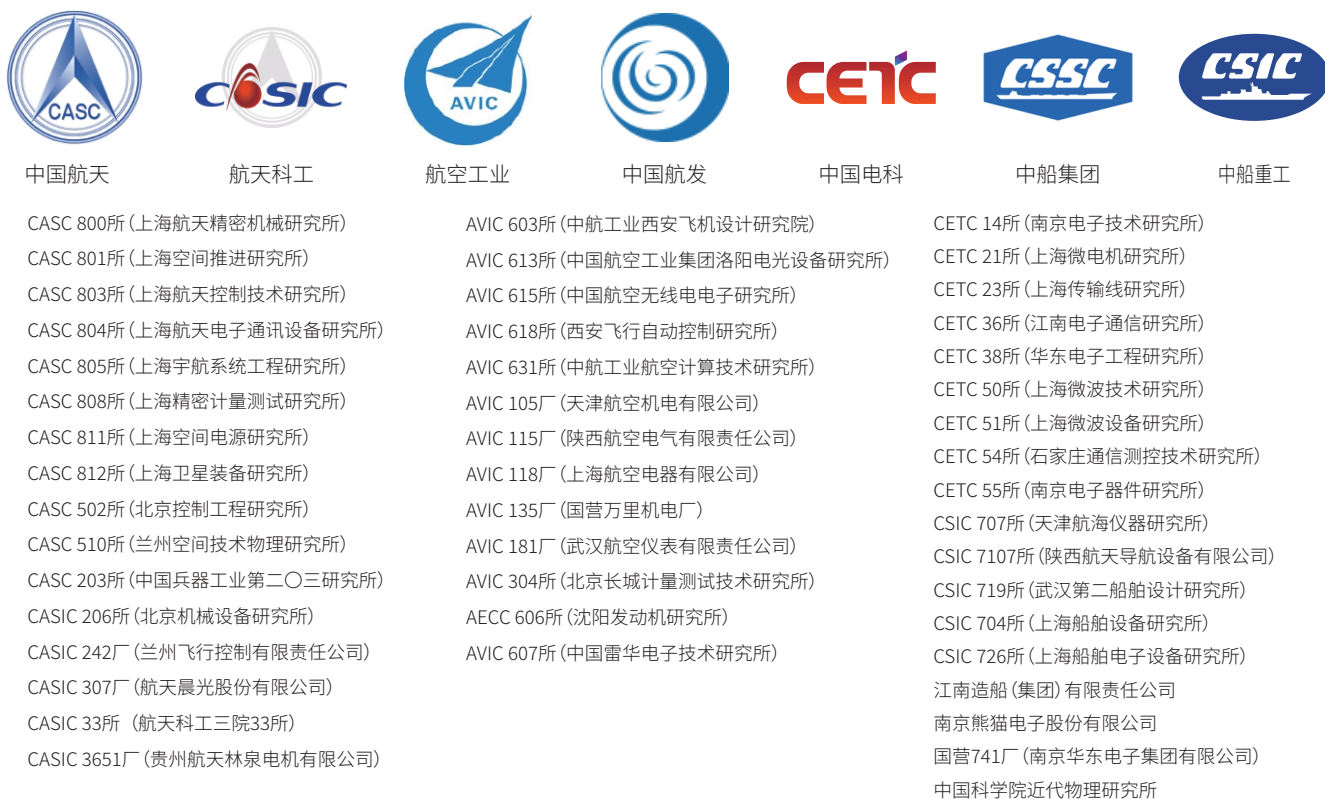 CASC
CASIC
AVIC
CETC
CSSC
CSIC
中国航天
航天科工
航空工业
中国航发
中国电科
中船集团
中船重工
CASC 800所(上海航天精密机械研究所)
CASC 801所(上海空间推进研究所)
CASC 803所(上海航天控制技术研究所)
CASC 804所(上海航天电子通讯设备研究所)
CASC 805所(上海宇航系统工程研究所)
CASC 808所(上海精密计量测试研究所)
CASC 811所(上海空间电源研究所)
CASC 812所(上海卫星装备研究所)
CASC 502所(北京控制工程研究所)
CASC 510所(兰州空间技术物理研究所)
CASC 203所(中国兵器工业第二〇三研究所)
CASIC 206所(北京机械设备研究所)
CASIC 242厂(兰州飞行控制有限责任公司)
CASIC 307厂(航天晨光股份有限公司)
CASIC 33所 (航天科工三院33所)
CASIC 3651厂(贵州航天林泉电机有限公司)
AVIC 603所(中航工业西安飞机设计研究院)
AVIC 613所(中国航空工业集团洛阳电光设备研究所)
AVIC 615所(中国航空无线电电子研究所)
AVIC 618所(西安飞行自动控制研究所)
AVIC 631所(中航工业航空计算技术研究所)
AVIC 105厂(天津航空机电有限公司)
AVIC 115厂(陕西航空电气有限责任公司)
AVIC 118厂(上海航空电器有限公司)
AVIC 135厂(国营万里机电厂)
AVIC 181厂(武汉航空仪表有限责任公司)
AVIC 304所(北京长城计量测试技术研究所)
AECC 606所(沈阳发动机研究所)
AVIC 607所(中国雷华电子技术研究所)
CETC 14所(南京电子技术研究所)
CETC 21所(上海微电机研究所)
CETC 23所(上海传输线研究所)
CETC 36所(江南电子通信研究所)
CETC 38所(华东电子工程研究所)
CETC 50所(上海微波技术研究所)
CETC 51所(上海微波设备研究所)
CETC 54所(石家庄通信测控技术研究所)
CETC 55所(南京电子器件研究所)
CSIC 707所(天津航海仪器研究所)
CSIC 7107所(陕西航天导航设备有限公司)
CSIC 719所(武汉第二船舶设计研究所)
CSIC 704所(上海船舶设备研究所)
CSIC 726所(上海船舶电子设备研究所)
江南造船(集团)有限责任公司
南京熊猫电子股份有限公司
国营741厂(南京华东电子集团有限公司)
中国科学院近代物理研究所